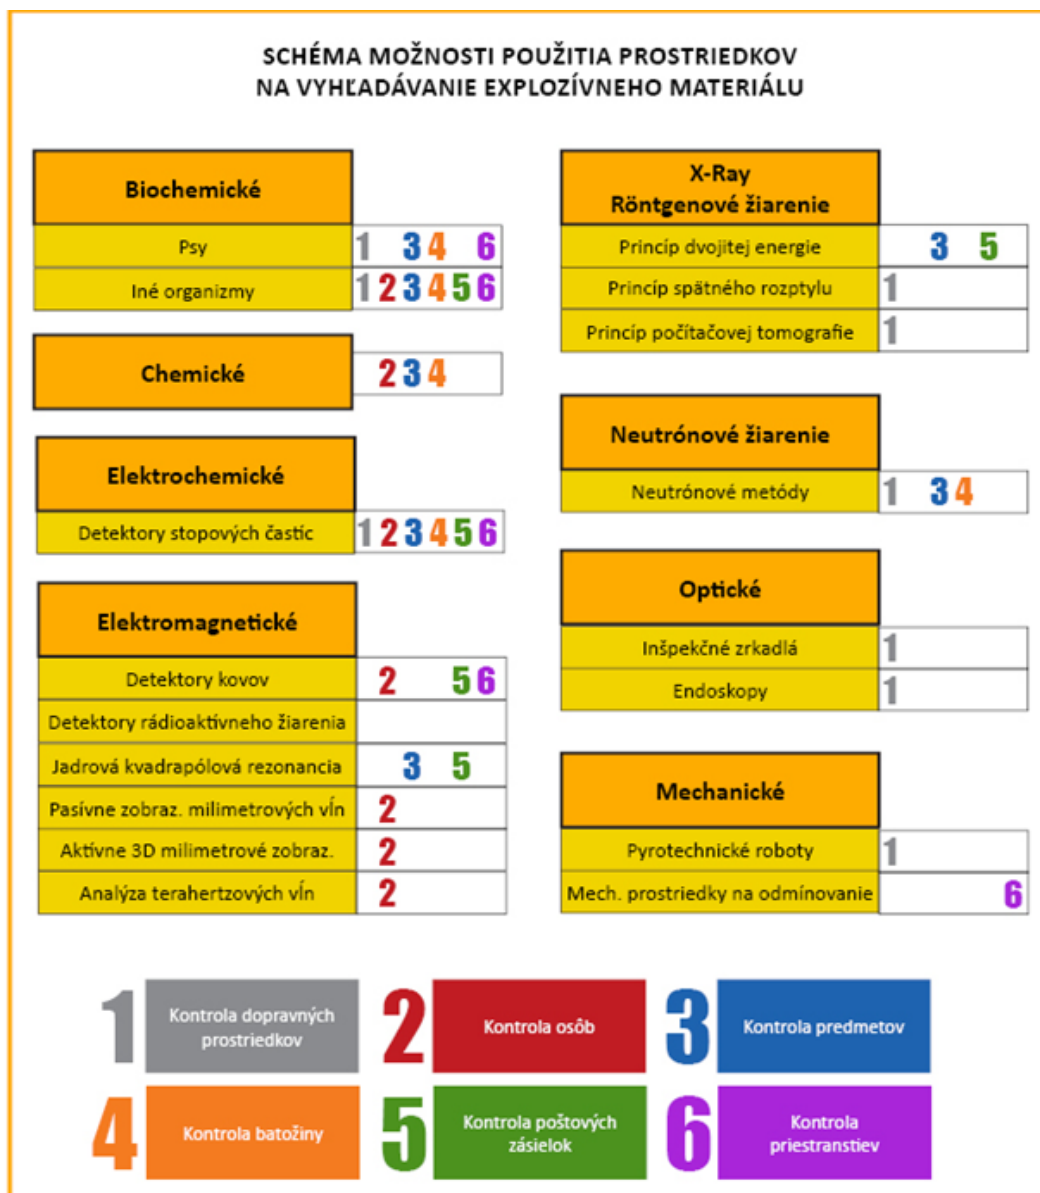 SCHÉMA MOŽNOSTI POUŽITIA PROSTRIEDKOV
NA VYHĽADÁVANIE EXPLOZÍVNEHO MATERIÁLU
Biochemické
Psy 1 3 4 6
Iné organizmy 1 2 3 4 5 6
Chemické 2 3 4
Elektrochemické
Detektory stopových častíc 1 2 3 4 5 6
Elektromagnetické
Detektory kovov 2 5 6
Detektory rádioaktívneho žiarenia
Jadrová kvadrapólová rezonancia 3 5
Pasívne zobraz. milimetrových vĺn 2
Aktívne 3D milimetrové zobraz. 2
Analýza terahertzových vĺn 2
X-Ray
Röntgenové žiarenie
Princíp dvojitej energie 3 5
Princíp spätného rozptylu 1
Princíp počítačovej tomografie 1
Neutrónové žiarenie
Neutrónové metódy 1 3 4
Optické
Inšpekčné zrkadlá 1
Endoskopy 1
Mechanické
Pyrotechnické roboty 1
Mech. prostriedky na odmínovanie 6
1 Kontrola dopravných
prostriedkov
2 Kontrola osôb
3 Kontrola predmetov
4 Kontrola batožiny
5 Kontrola poštových
zásielok
6 Kontrola
priestranstiev